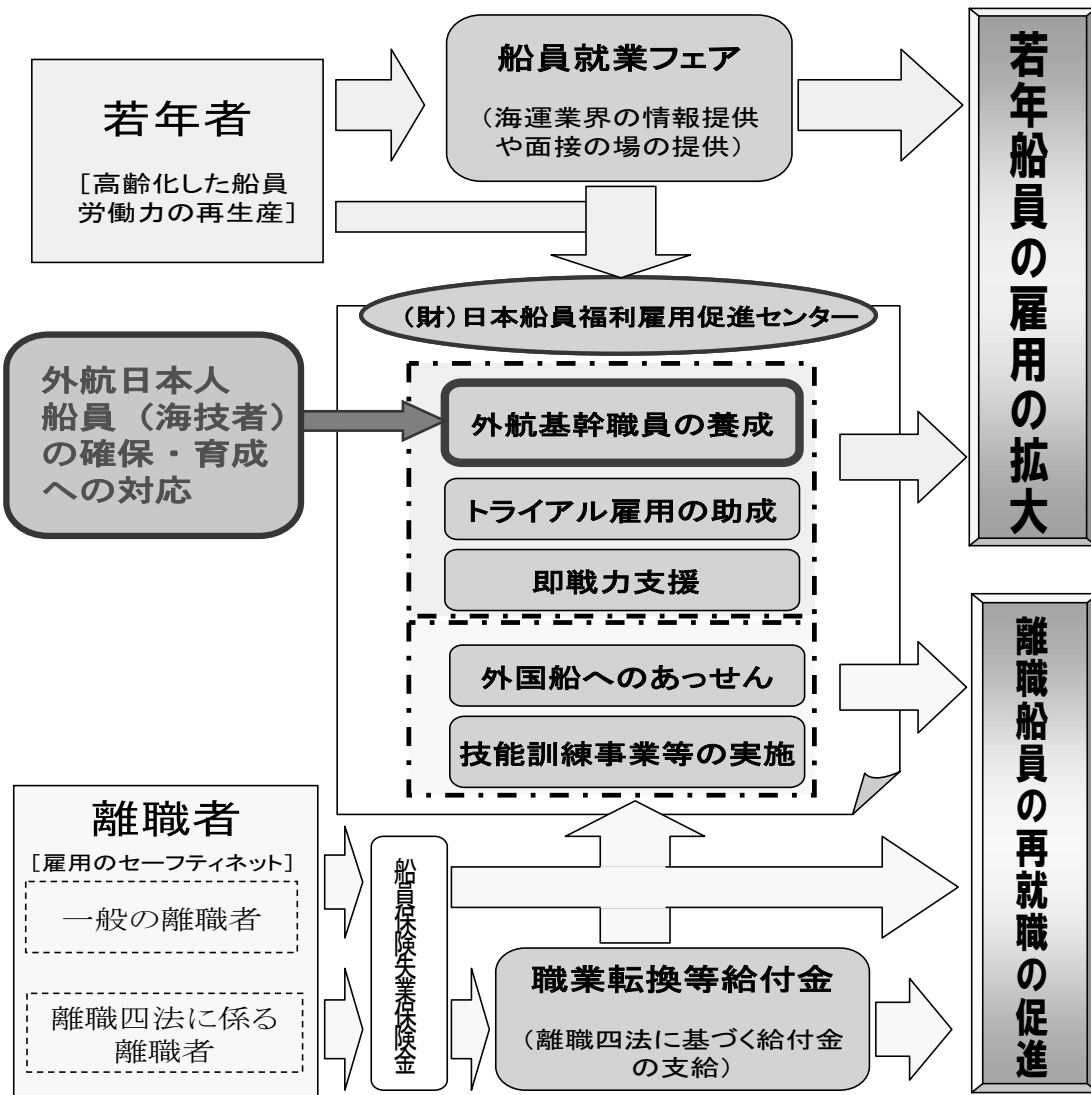 若年者
[高齢化した船員
労働力の再生産]
船員就業フェア
(海運業界の情報提供
や面接の場の提供)
若年船員の雇用の拡大
(財)日本船員福利雇用促進センター
外航日本人
船員(海技者)
の確保・育成
への対応
外航基幹職員の養成
トライアル雇用の助成
即戦力支援
外国船へのあっせん
技能訓練事業等の実施
離職船員の再就職の促進
離職者
[雇用のセーフティネット]
一般の離職者
離職四法に係る
離職者
船員保険失業保険金
職業転換等給付金
(離職四法に基づく給付金
の支給)